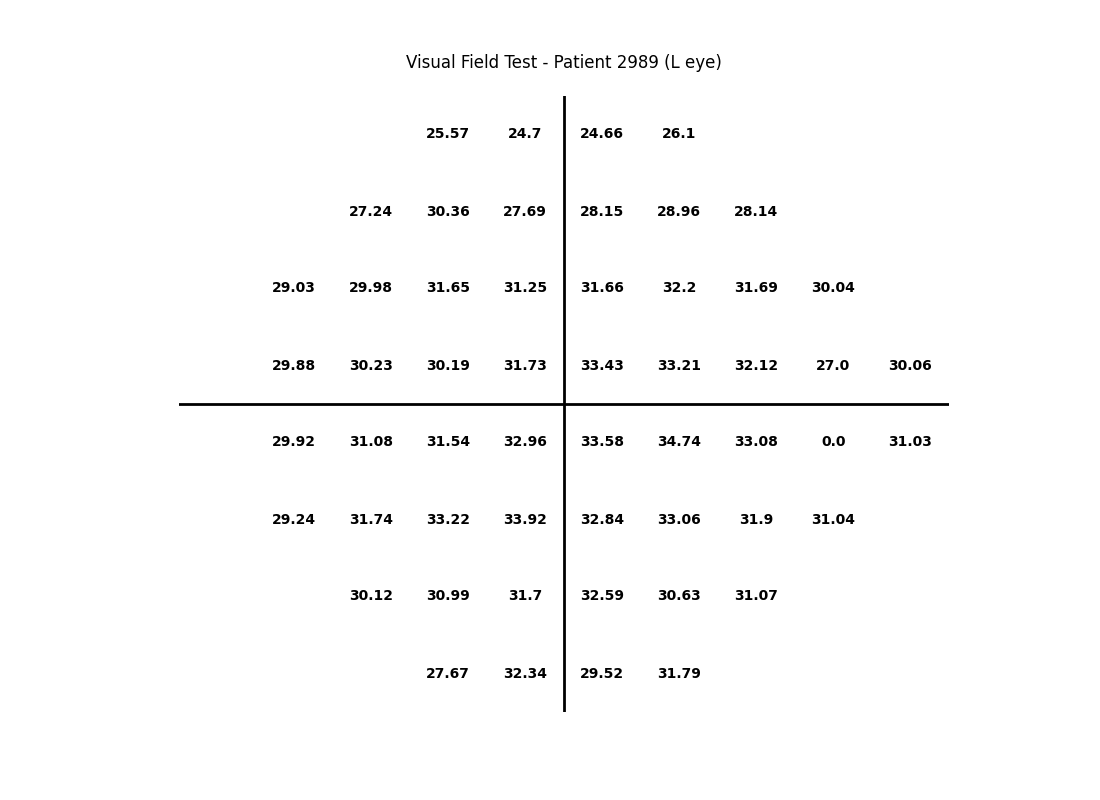 Visual Field Test - Patient 2989 (L eye)
25.57 24.7 24.66 26.1
27.24 30.36 27.69 28.15 28.96 28.14
29.03 29.98 31.65 31.25 31.66 32.2 31.69 30.04
29.88 30.23 30.19 31.73 33.43 33.21 32.12 27.0 30.06
29.92 31.08 31.54 32.96 33.58 34.74 33.08 0.0 31.03
29.24 31.74 33.22 33.92 32.84 33.06 31.9 31.04
30.12 30.99 31.7 32.59 30.63 31.07
27.67 32.34 29.52 31.79